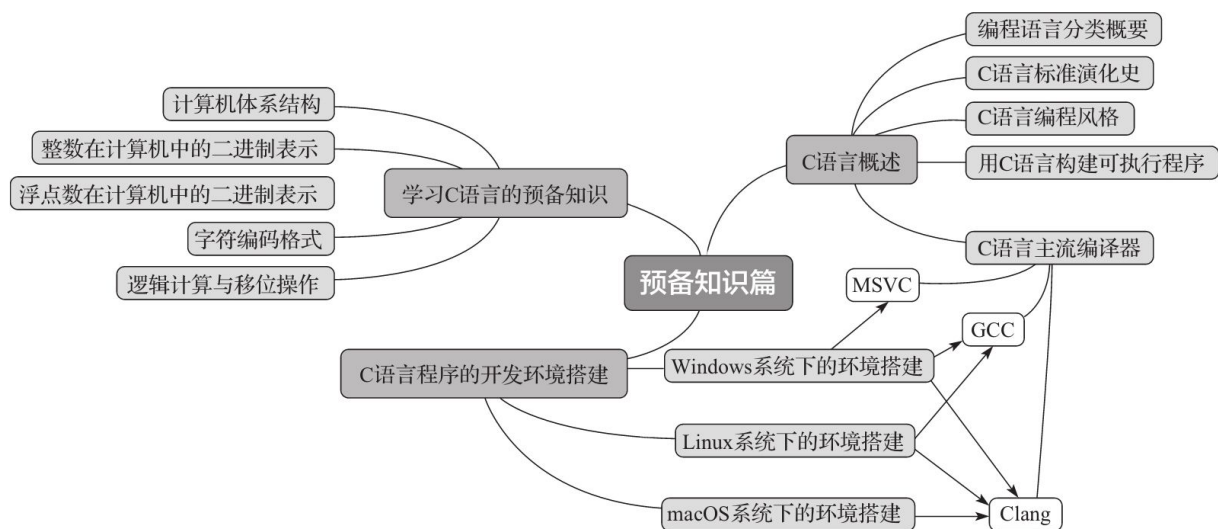 编程语言分类概要
C语言标准演化史
C语言编程风格
C语言概述
用C语言构建可执行程序
C语言主流编译器
计算机体系结构
整数在计算机中的二进制表示
学习C语言的预备知识
浮点数在计算机中的二进制表示
字符编码格式
逻辑计算与移位操作
预备知识篇
MSVC
GCC
C语言程序的开发环境搭建
Windows系统下的环境搭建
Linux系统下的环境搭建
macOS系统下的环境搭建
Clang